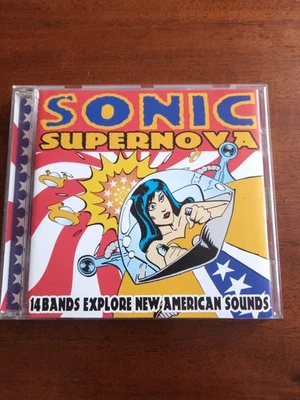 SONIC
SUPERNOVA
14 BANDS EXPLORE NEW AMERICAN SOUNDS